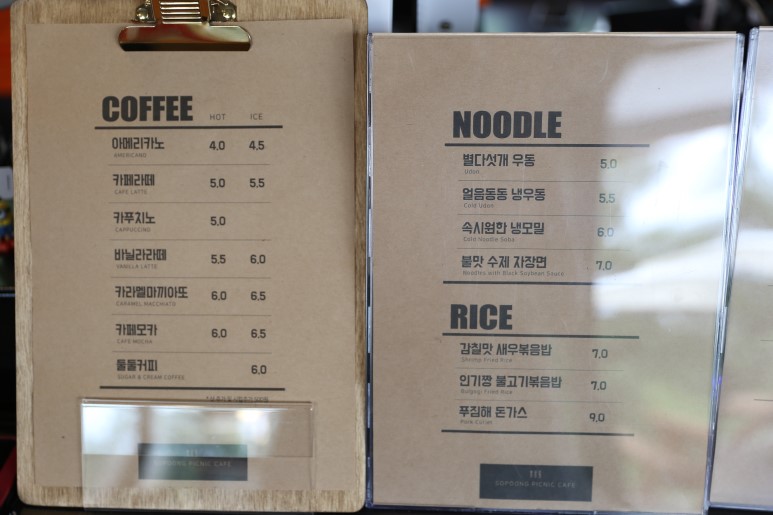 COFFEE HOT ICE
아메리카노 4.0 4.5
AMERICANO
카페라떼 5.0 5.5
CAFE LATTE
카푸치노 5.0
CAPPUCCINO
바닐라라떼 5.5 6.0
VANILLA LATTE
카라멜마끼아또 6.0 6.5
CARAMEL MACCHIATO
카페모카 6.0 6.5
CAFE MOCHA
둘둘커피 6.0
SUGAR & CREAM COFFEE
SOPOONG PICNIC CAFE
NOODLE
별다섯개 우동 5.0
Udon
얼음동동 냉우동 5.5
Cold Udon
속시원한 냉모밀 6.0
Cold Noodle Soba
불맛 수제 자장면 7.0
Noodles with Black Soybean Sauce
RICE
감칠맛 새우볶음밥 7.0
Shrimp Fried Rice
인기짱 불고기볶음밥 7.0
Bulgogi Fried Rice
푸짐해 돈가스 9.0
Pork Cutlet
SOPOONG PICNIC CAFE